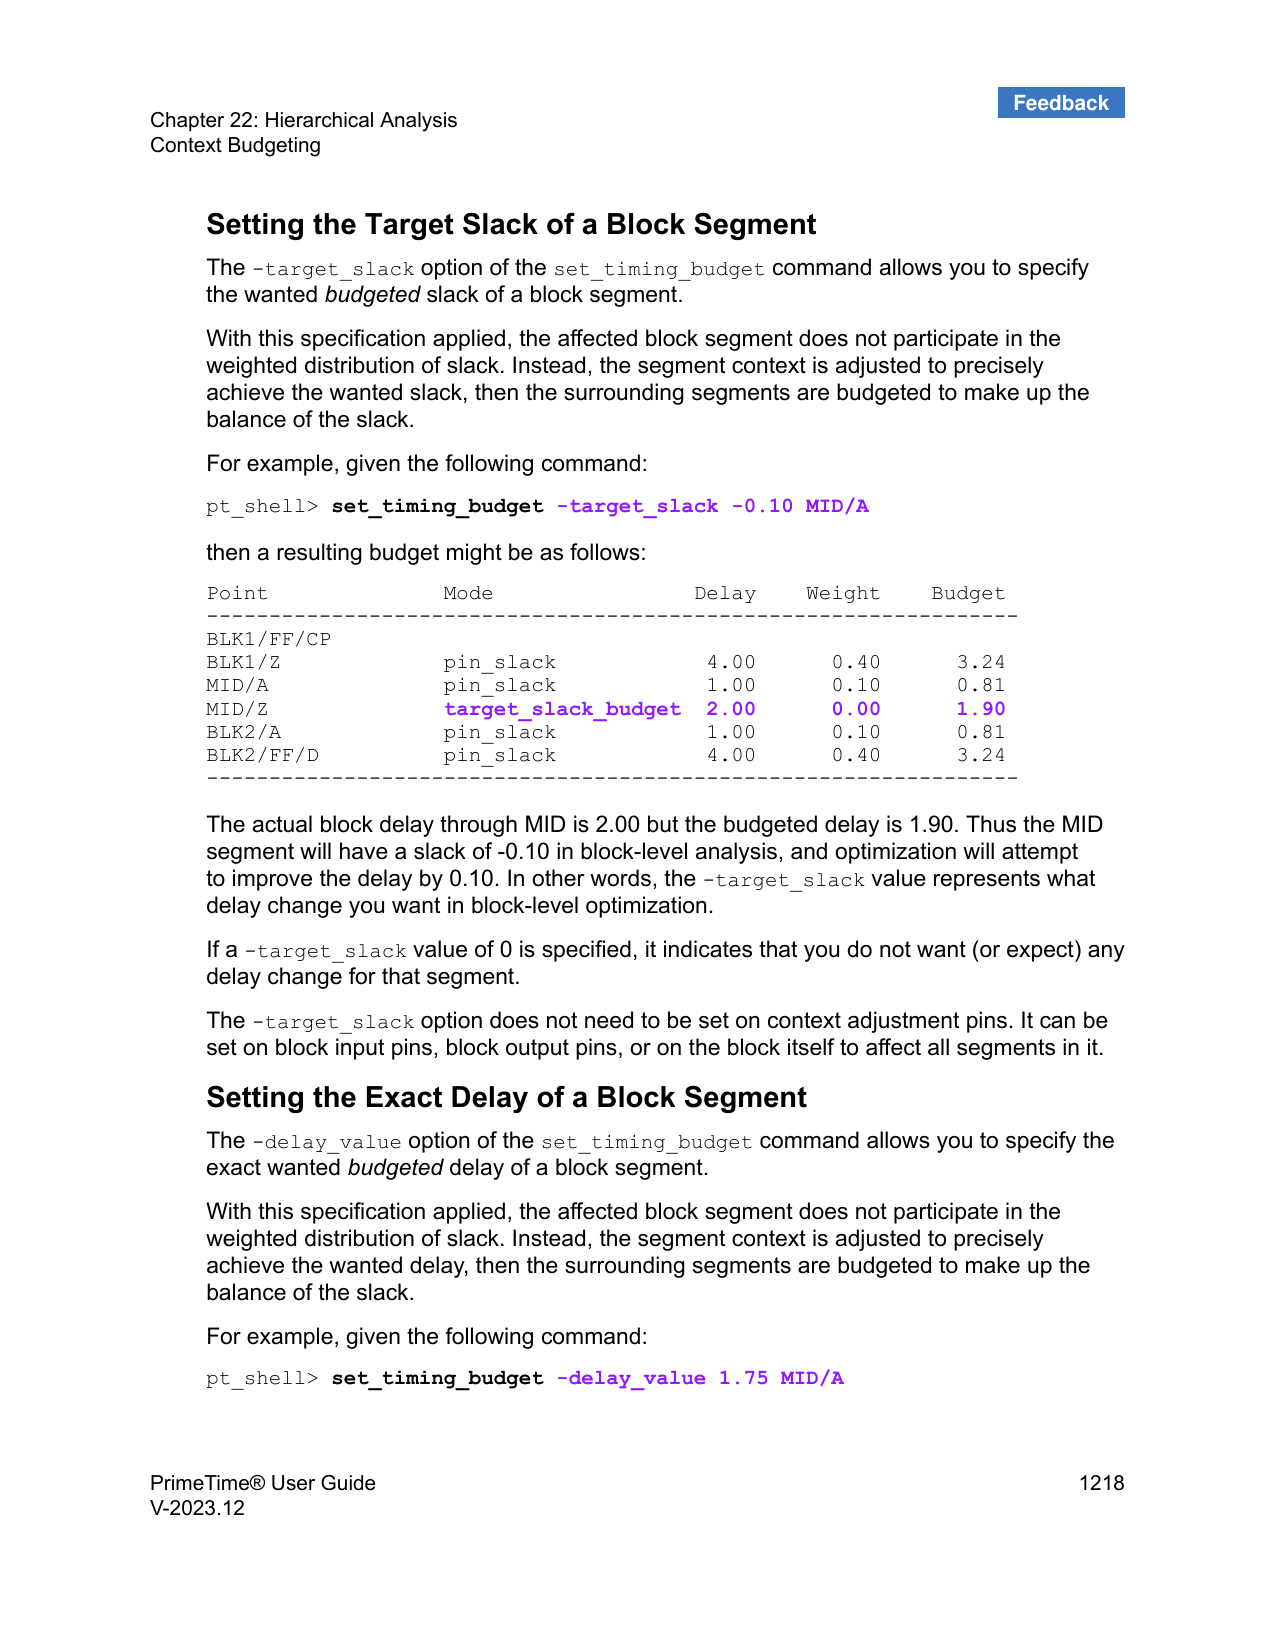 Feedback
Chapter 22: Hierarchical Analysis
Context Budgeting
Setting the Target Slack of a Block Segment
The -target_slack option of the set_timing_budget command allows you to specify
the wanted budgeted slack of a block segment.
With this specification applied, the affected block segment does not participate in the
weighted distribution of slack. Instead, the segment context is adjusted to precisely
achieve the wanted slack, then the surrounding segments are budgeted to make up the
balance of the slack.
For example, given the following command:
pt_shell> set_timing_budget -target_slack -0.10 MID/A
then a resulting budget might be as follows:
Point Mode Delay Weight Budget
-----------------------------------------------------------------
BLK1/FF/CP
BLK1/Z pin_slack 4.00 0.40 3.24
MID/A pin_slack 1.00 0.10 0.81
MID/Z target_slack_budget 2.00 0.00 1.90
BLK2/A pin_slack 1.00 0.10 0.81
BLK2/FF/D pin_slack 4.00 0.40 3.24
-----------------------------------------------------------------
The actual block delay through MID is 2.00 but the budgeted delay is 1.90. Thus the MID
segment will have a slack of -0.10 in block-level analysis, and optimization will attempt
to improve the delay by 0.10. In other words, the -target_slack value represents what
delay change you want in block-level optimization.
If a -target_slack value of 0 is specified, it indicates that you do not want (or expect) any
delay change for that segment.
The -target_slack option does not need to be set on context adjustment pins. It can be
set on block input pins, block output pins, or on the block itself to affect all segments in it.
Setting the Exact Delay of a Block Segment
The -delay_value option of the set_timing_budget command allows you to specify the
exact wanted budgeted delay of a block segment.
With this specification applied, the affected block segment does not participate in the
weighted distribution of slack. Instead, the segment context is adjusted to precisely
achieve the wanted delay, then the surrounding segments are budgeted to make up the
balance of the slack.
For example, given the following command:
pt_shell> set_timing_budget -delay_value 1.75 MID/A
PrimeTime® User Guide 1218
V-2023.12